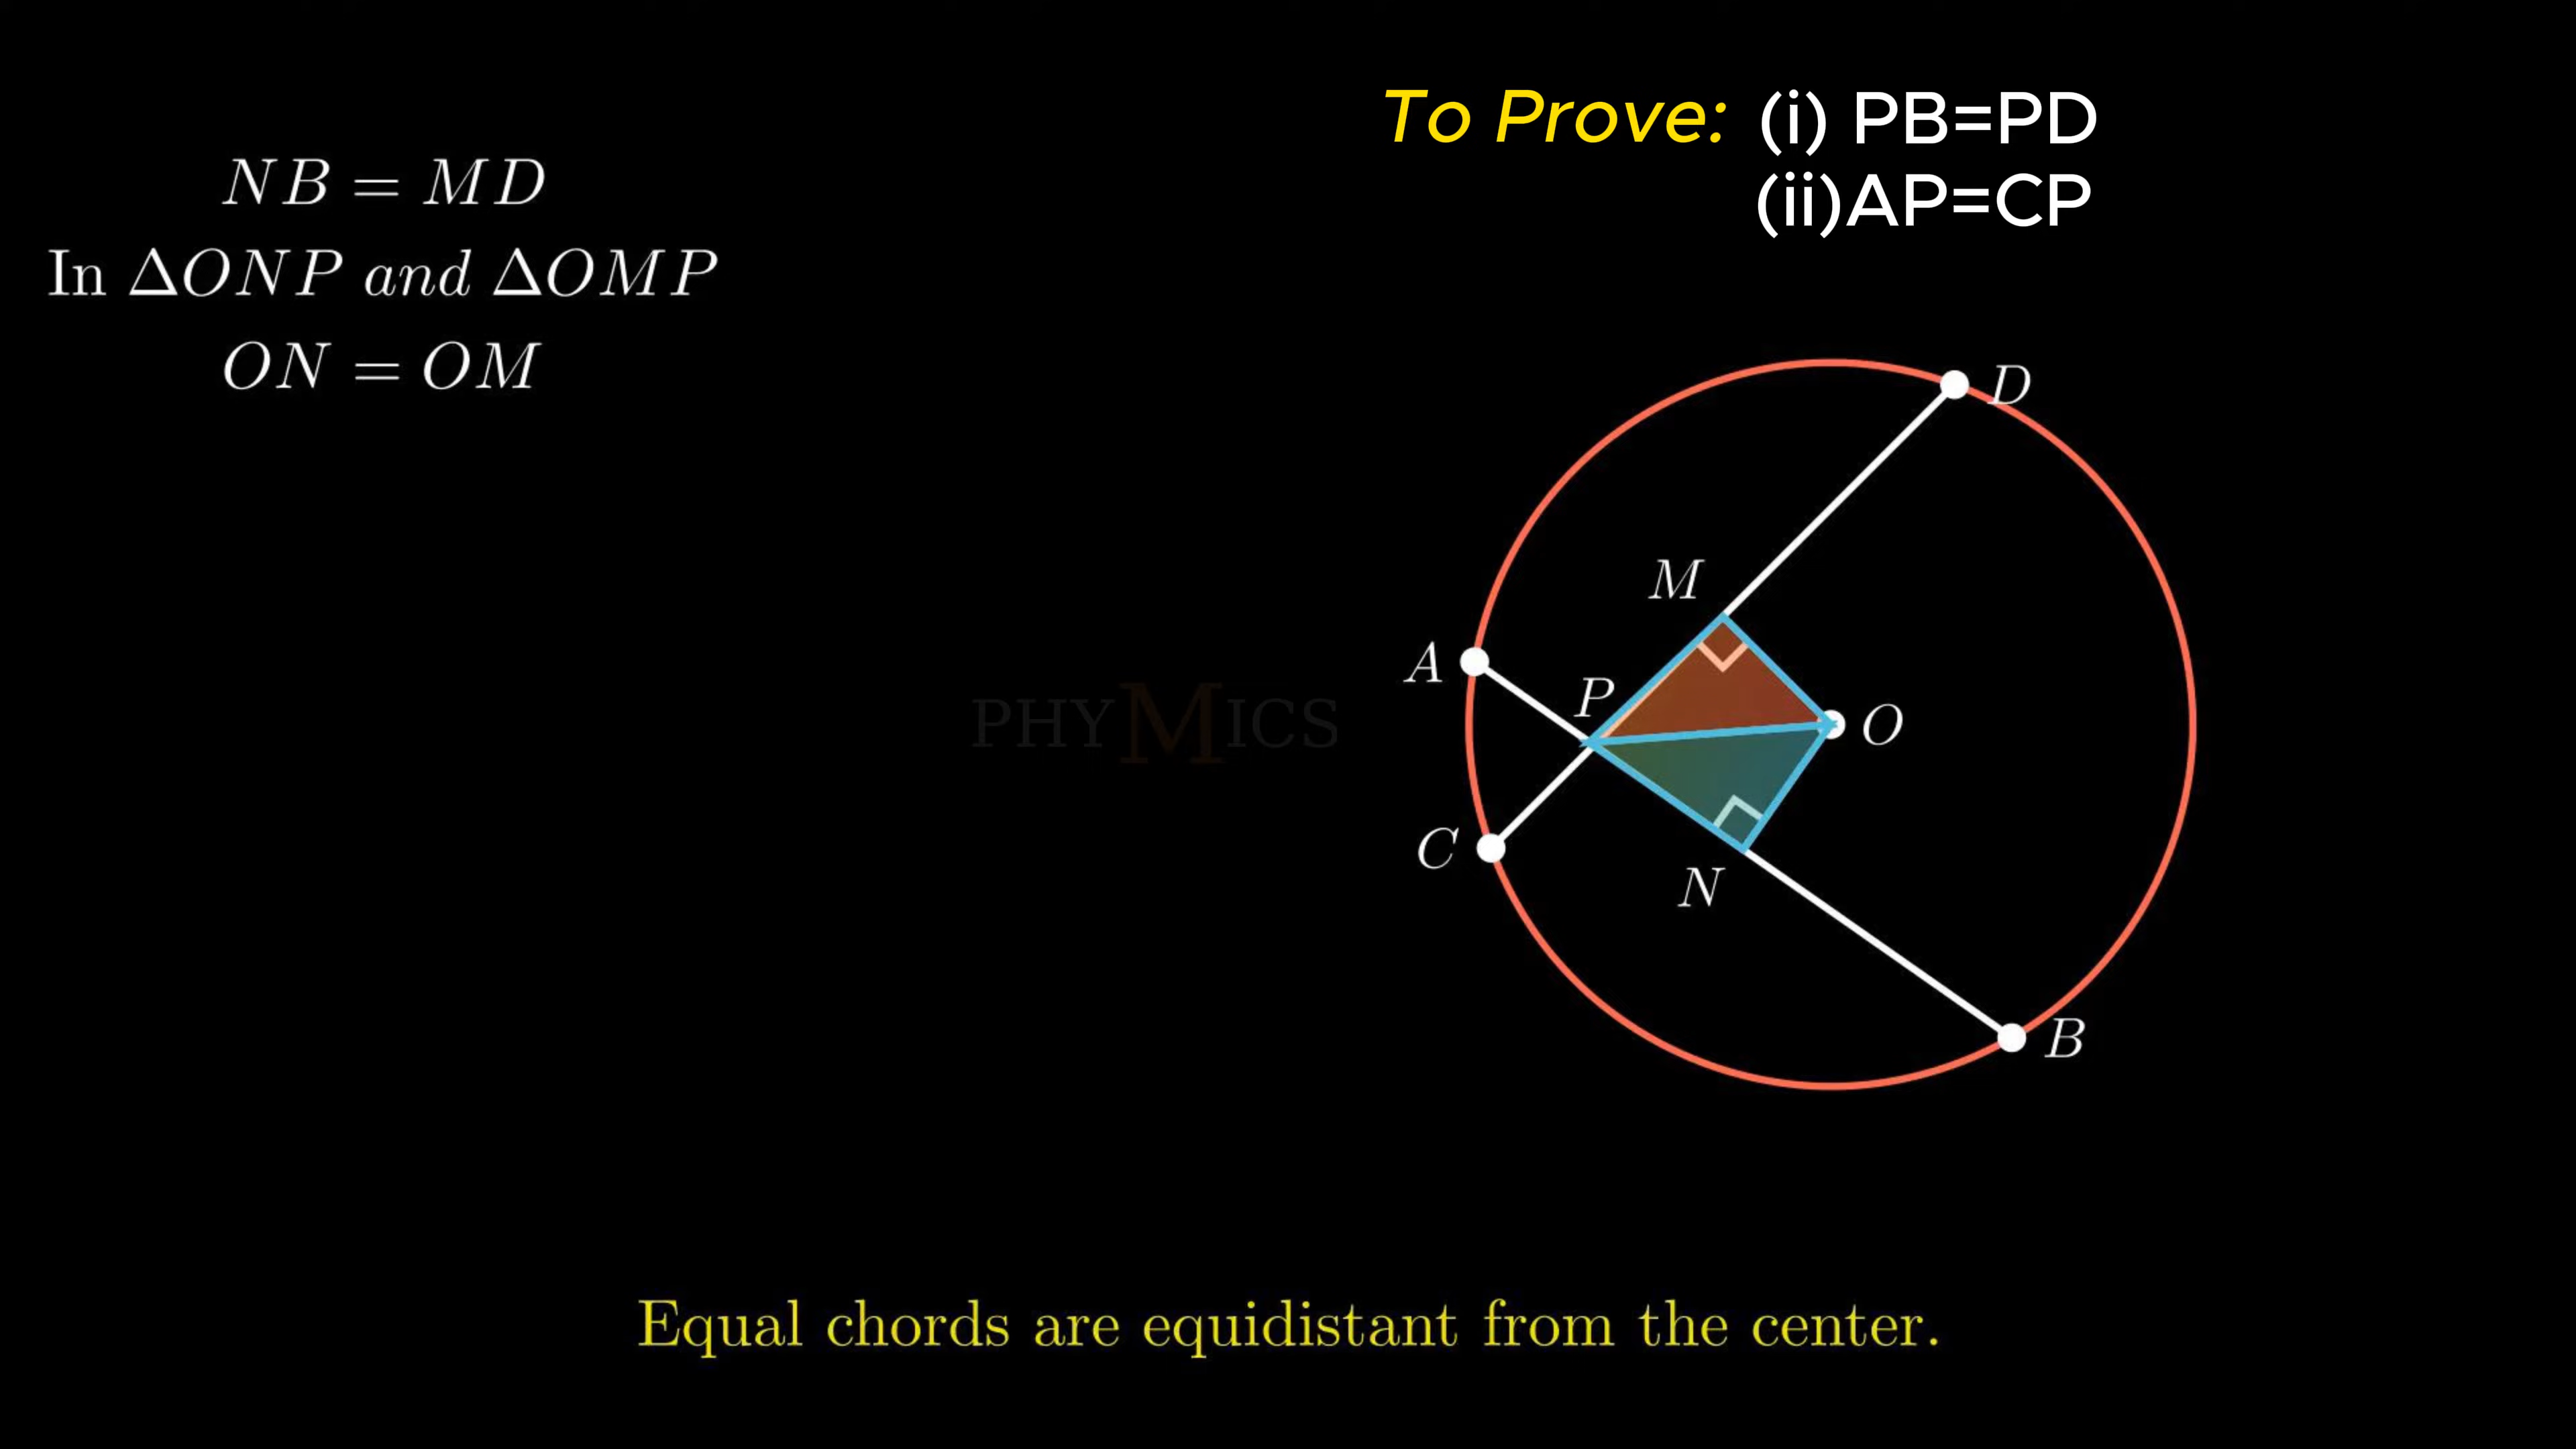 To Prove: (i) PB=PD
(ii)AP=CP
NB = MD
In ΔONP and ΔOMP
ON = OM
D
M
A
P
O
C
N
B
PHYMICS
Equal chords are equidistant from the center.